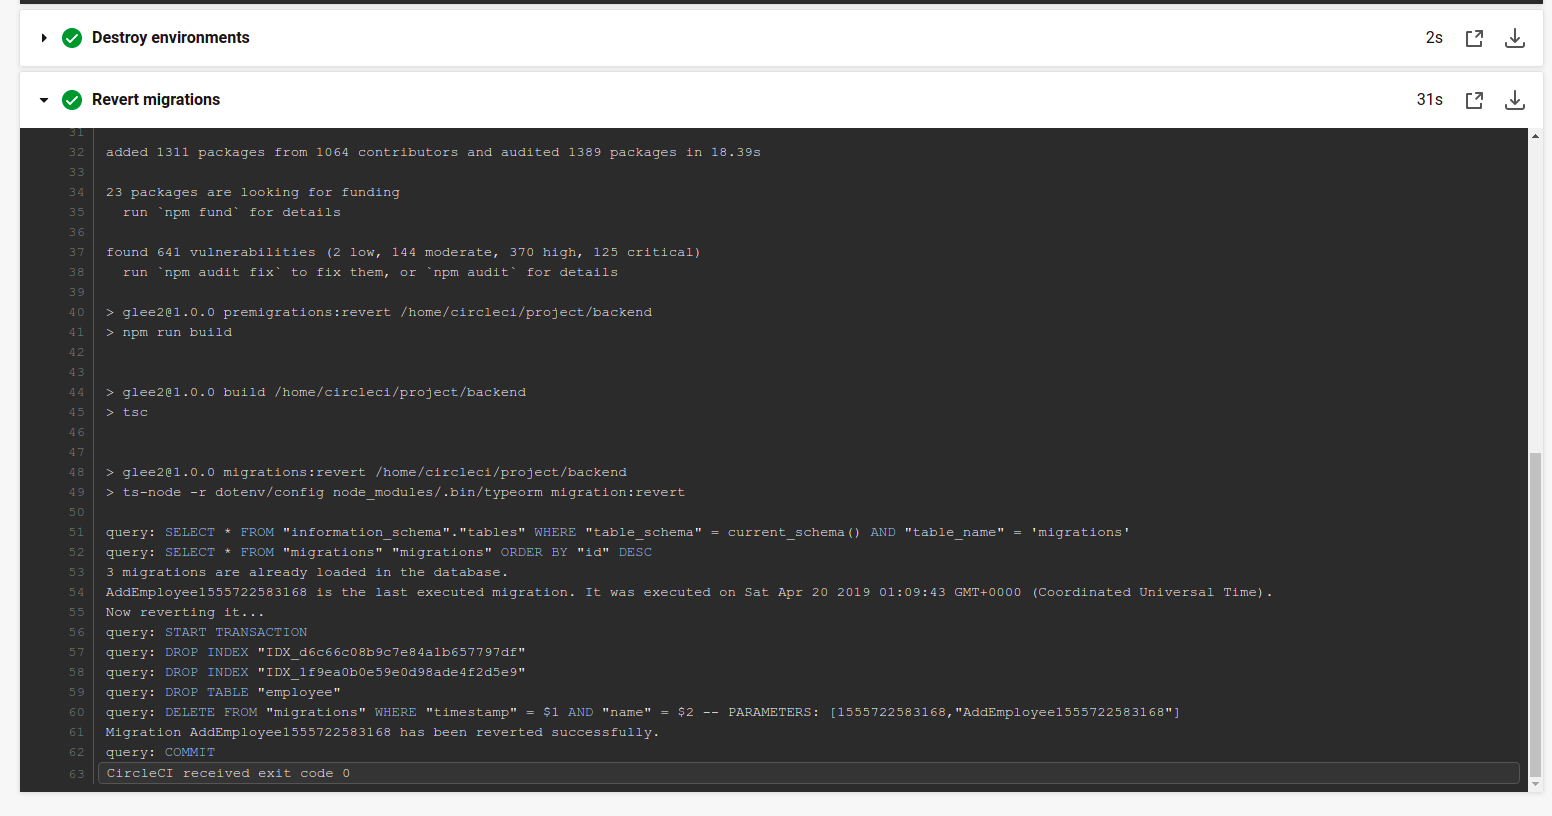 Destroy environments 2s
Revert migrations 31s
31
32 added 1311 packages from 1064 contributors and audited 1389 packages in 18.39s
33
34 23 packages are looking for funding
35 run `npm fund` for details
36
37 found 641 vulnerabilities (2 low, 144 moderate, 370 high, 125 critical)
38 run `npm audit fix` to fix them, or `npm audit` for details
39
40 > glee2@1.0.0 premigrations:revert /home/circleci/project/backend
41 > npm run build
42
43
44 > glee2@1.0.0 build /home/circleci/project/backend
45 > tsc
46
47
48 > glee2@1.0.0 migrations:revert /home/circleci/project/backend
49 > ts-node -r dotenv/config node_modules/.bin/typeorm migration:revert
50
51 query: SELECT * FROM "information_schema"."tables" WHERE "table_schema" = current_schema() AND "table_name" = 'migrations'
52 query: SELECT * FROM "migrations" "migrations" ORDER BY "id" DESC
53 3 migrations are already loaded in the database.
54 AddEmployee1555722583168 is the last executed migration. It was executed on Sat Apr 20 2019 01:09:43 GMT+0000 (Coordinated Universal Time).
55 Now reverting it...
56 query: START TRANSACTION
57 query: DROP INDEX "IDX_d6c66c08b9c7e84a1b657797df"
58 query: DROP INDEX "IDX_1f9ea0b0e59e0d98ade4f2d5e9"
59 query: DROP TABLE "employee"
60 query: DELETE FROM "migrations" WHERE "timestamp" = $1 AND "name" = $2 -- PARAMETERS: [1555722583168,"AddEmployee1555722583168"]
61 Migration AddEmployee1555722583168 has been reverted successfully.
62 query: COMMIT
63 CircleCI received exit code 0